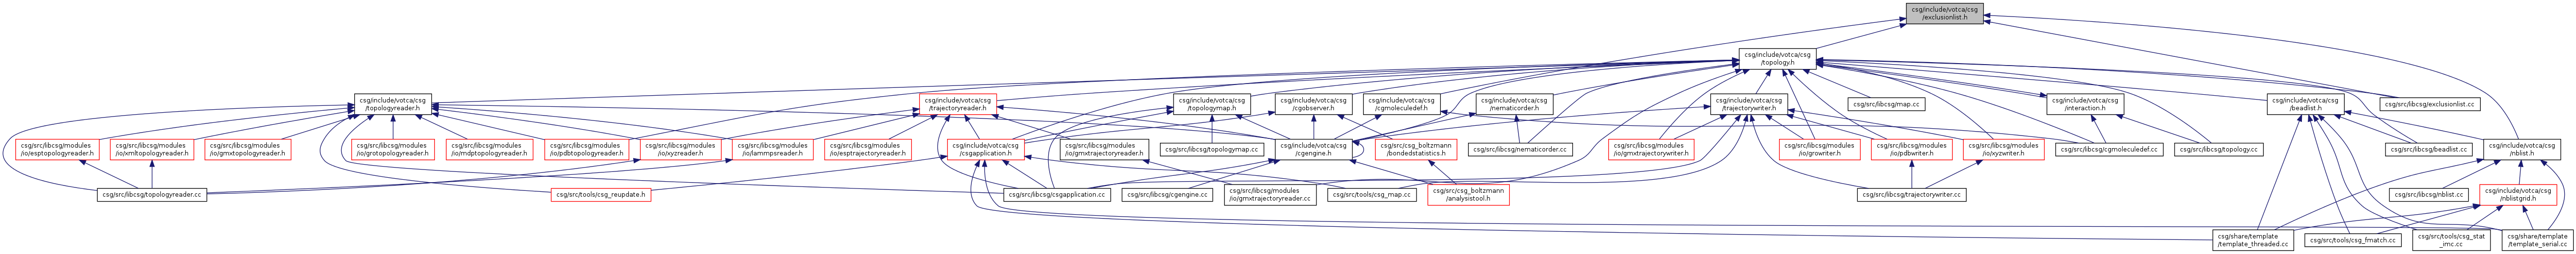 csg/include/votca/csg
/exclusionlist.h
csg/include/votca/csg
/topology.h
csg/include/votca/csg
/topologyreader.h
csg/include/votca/csg
/trajectoryreader.h
csg/include/votca/csg
/topologymap.h
csg/include/votca/csg
/cgobserver.h
csg/include/votca/csg
/cgmoleculedef.h
csg/include/votca/csg
/nematicorder.h
csg/include/votca/csg
/trajectorywriter.h
csg/src/libcsg/map.cc
csg/include/votca/csg
/interaction.h
csg/include/votca/csg
/beadlist.h
csg/src/libcsg/exclusionlist.cc
csg/src/libcsg/modules
/io/esptopologyreader.h
csg/src/libcsg/modules
/io/xmltopologyreader.h
csg/src/libcsg/modules
/io/gmxtopologyreader.h
csg/src/libcsg/modules
/io/grotopologyreader.h
csg/src/libcsg/modules
/io/mdptopologyreader.h
csg/src/libcsg/modules
/io/pdbtopologyreader.h
csg/src/libcsg/modules
/io/xyzreader.h
csg/src/libcsg/modules
/io/lammpsreader.h
csg/src/libcsg/modules
/io/esptrajectoryreader.h
csg/include/votca/csg
/csgapplication.h
csg/src/libcsg/modules
/io/gmxtrajectoryreader.h
csg/src/libcsg/topologymap.cc
csg/include/votca/csg
/cgengine.h
csg/src/csg_boltzmann
/bondedstatistics.h
csg/src/libcsg/nematicorder.cc
csg/src/libcsg/modules
/io/gmxtrajectorywriter.h
csg/src/libcsg/modules
/io/growriter.h
csg/src/libcsg/modules
/io/pdbwriter.h
csg/src/libcsg/modules
/io/xyzwriter.h
csg/src/libcsg/cgmoleculedef.cc
csg/src/libcsg/topology.cc
csg/src/libcsg/beadlist.cc
csg/include/votca/csg
/nblist.h
csg/src/libcsg/topologyreader.cc
csg/src/tools/csg_reupdate.h
csg/src/libcsg/csgapplication.cc
csg/src/libcsg/cgengine.cc
csg/src/libcsg/modules
/io/gmxtrajectoryreader.cc
csg/src/tools/csg_map.cc
csg/src/csg_boltzmann
/analysistool.h
csg/src/libcsg/trajectorywriter.cc
csg/src/libcsg/nblist.cc
csg/include/votca/csg
/nblistgrid.h
csg/share/template
/template_threaded.cc
csg/src/tools/csg_fmatch.cc
csg/src/tools/csg_stat
_imc.cc
csg/share/template
/template_serial.cc